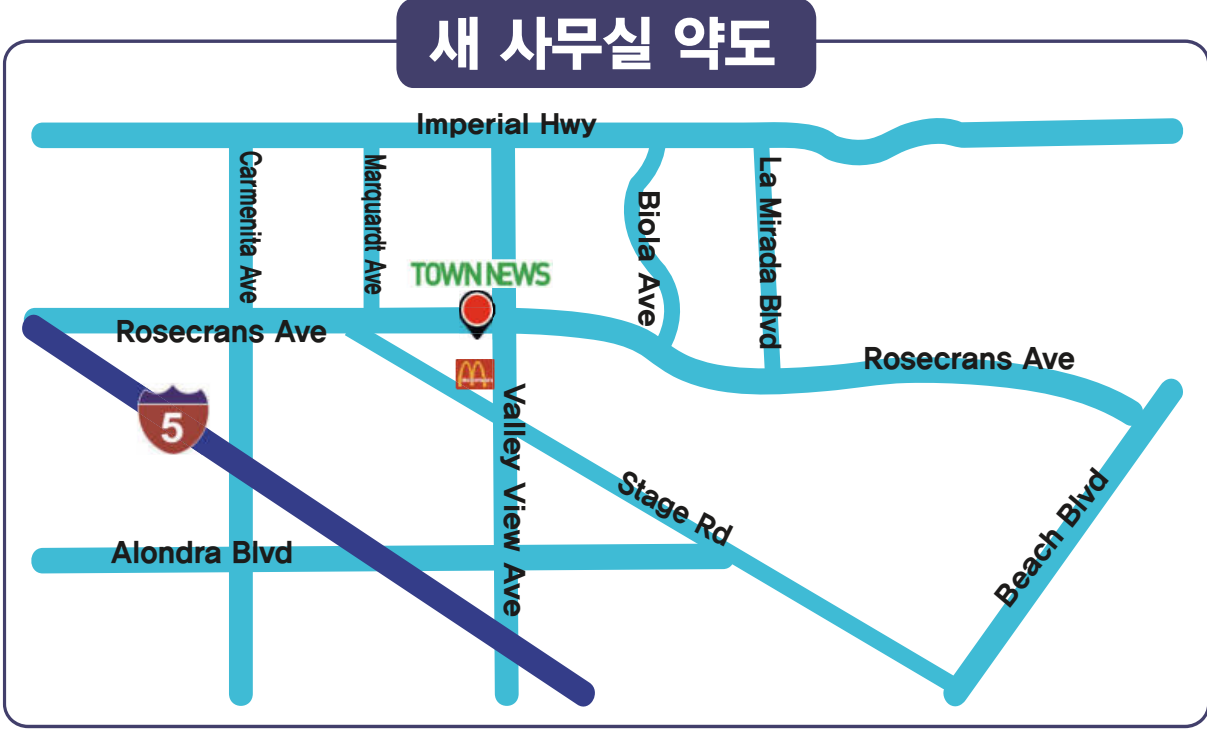 새 사무실 약도
Imperial Hwy
Carmenita Ave
Marquardt Ave
Biola Ave
La Mirada Blvd
TOWN NEWS
Rosecrans Ave
Rosecrans Ave
5
Valley View Ave
Stage Rd
Alondra Blvd
Beach Blvd